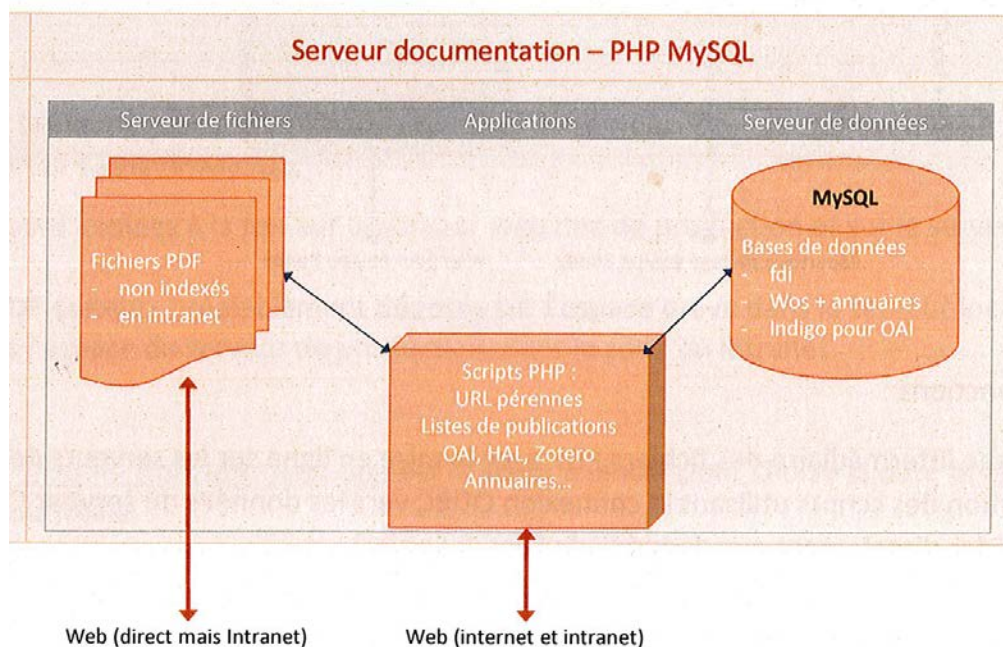 Serveur documentation – PHP MySQL
Serveur de fichiers
Applications
Serveur de données
Fichiers PDF
- non indexés
- en intranet
MySQL
Bases de données
- fdi
- Wos + annuaires
- Indigo pour OAI
Scripts PHP :
URL pérennes
Listes de publications
OAI, HAL, Zotero
Annuaires...
Web (direct mais Intranet)
Web (internet et intranet)